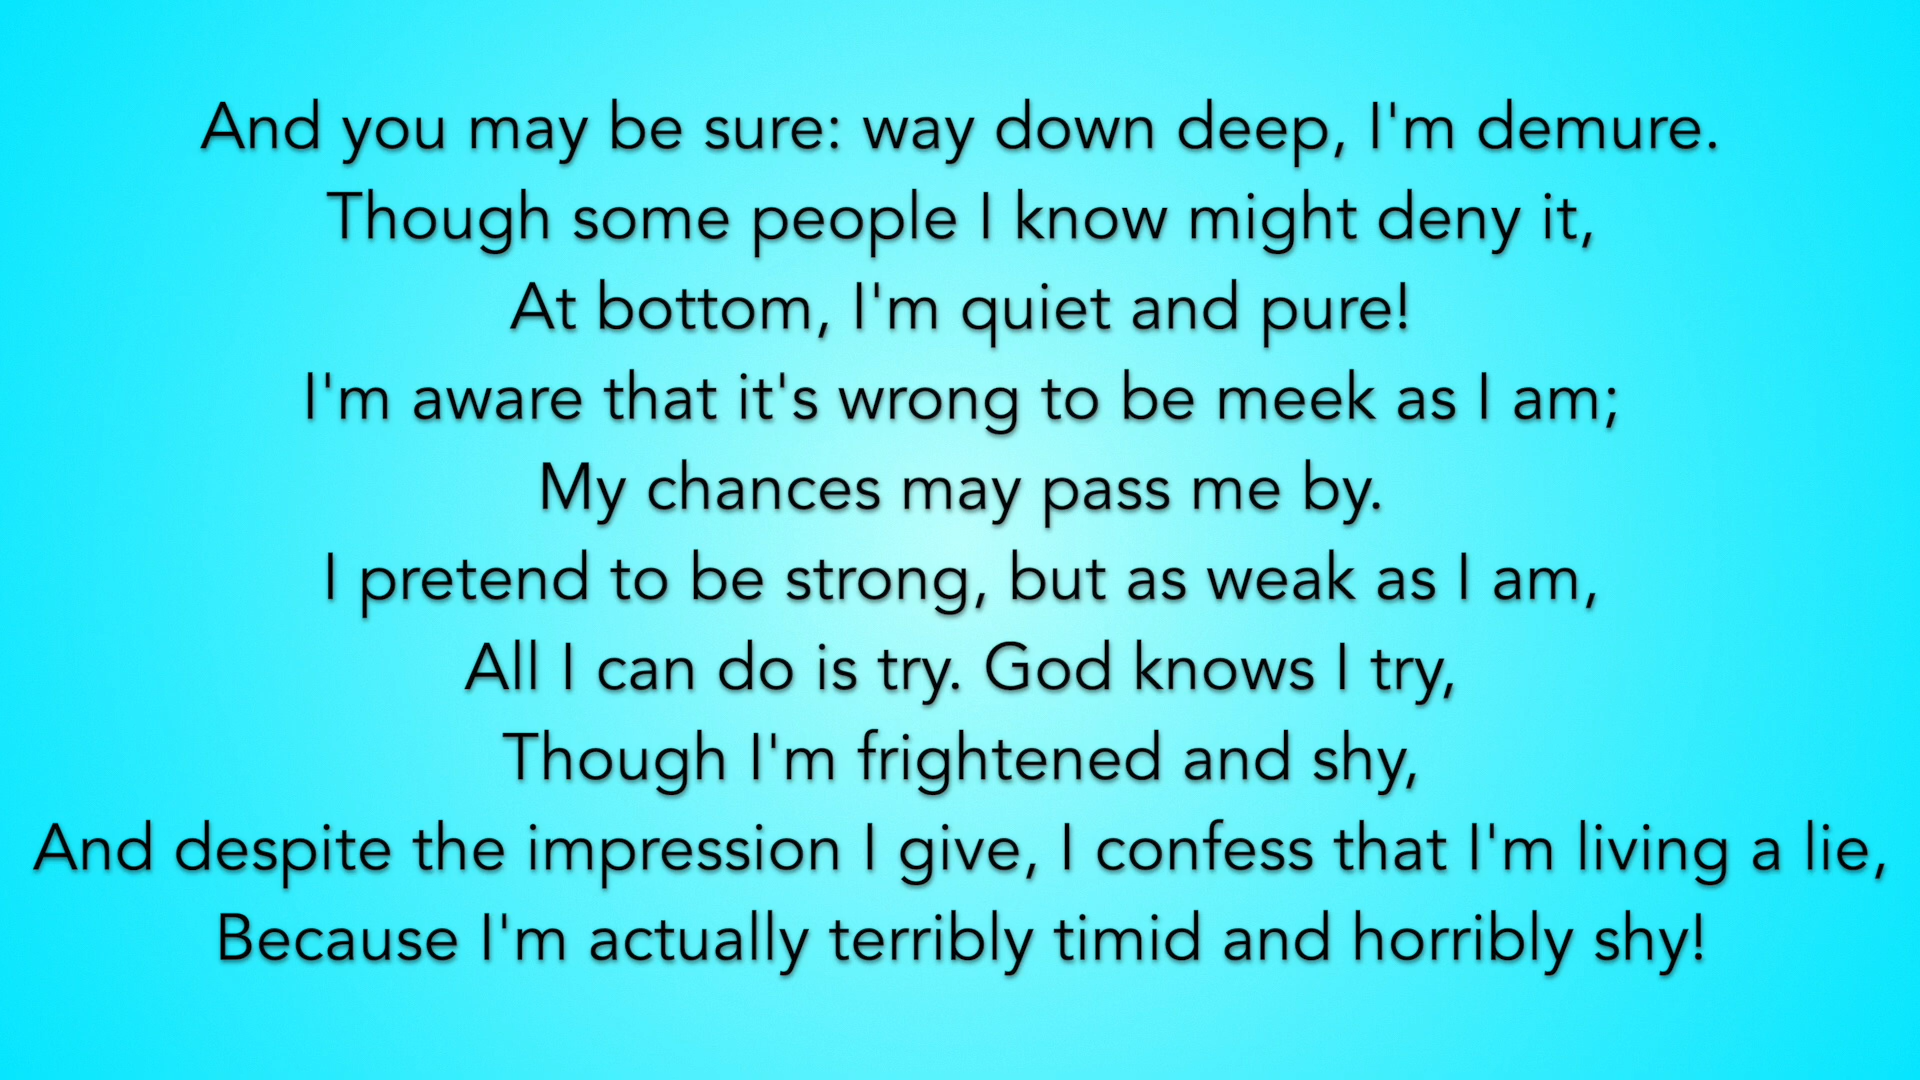 And you may be sure: way down deep, I'm demure.
Though some people I know might deny it,
At bottom, I'm quiet and pure!
I'm aware that it's wrong to be meek as I am;
My chances may pass me by.
I pretend to be strong, but as weak as I am,
All I can do is try. God knows I try,
Though I'm frightened and shy,
And despite the impression I give, I confess that I'm living a lie,
Because I'm actually terribly timid and horribly shy!